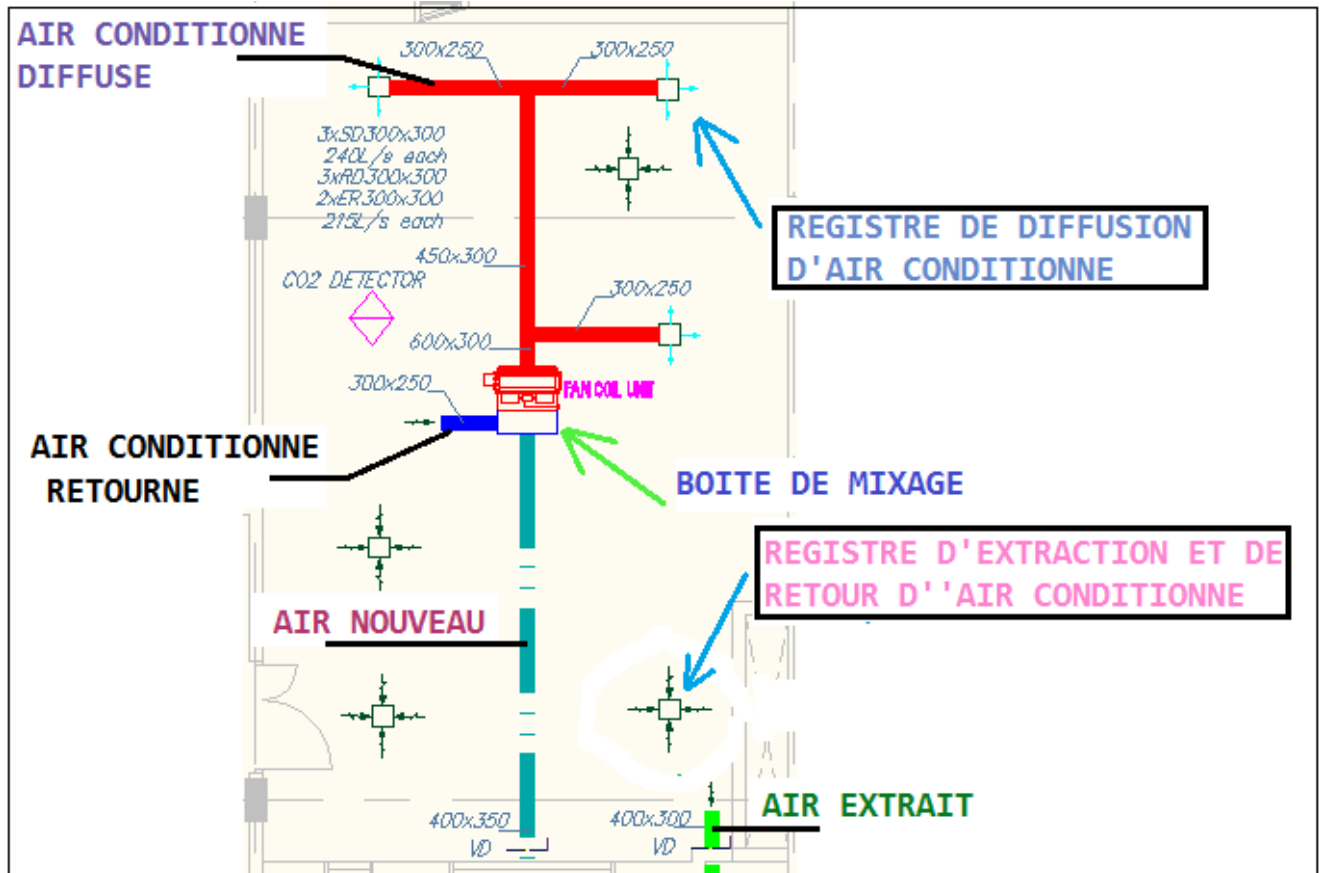 AIR CONDITIONNE
DIFFUSE
300x250
300x250
3xSD300x300
240L/s each
3xRD300x300
2xER300x300
215L/s each
REGISTRE DE DIFFUSION
D'AIR CONDITIONNE
450x300
CO2 DETECTOR
300x250
600x300
300x250
FAN COIL UNIT
AIR CONDITIONNE
RETOURNE
BOITE DE MIXAGE
REGISTRE D'EXTRACTION ET DE
RETOUR D''AIR CONDITIONNE
AIR NOUVEAU
AIR EXTRAIT
400x350
400x300
VD
VD